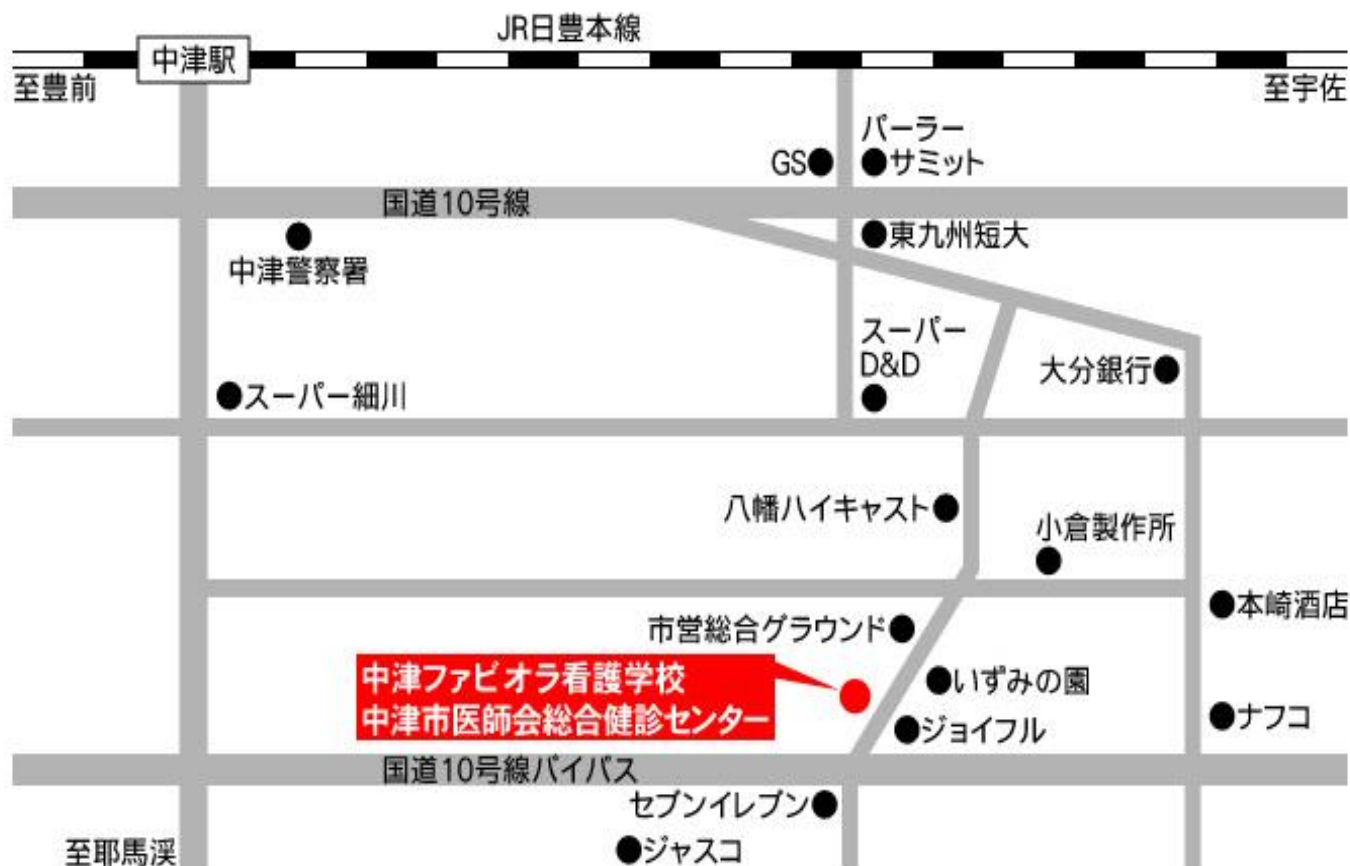 JR日豊本線
中津駅
至豊前
至宇佐
パーラー
サミット
GS
国道10号線
東九州短大
中津警察署
スーパー
D&D
大分銀行
スーパー細川
八幡ハイキャスト
小倉製作所
本崎酒店
市営総合グラウンド
中津ファビオラ看護学校
中津市医師会総合健診センター
いずみの園
ジョイフル
ナフコ
国道10号線バイパス
セブンイレブン
至耶馬渓
ジャスコ